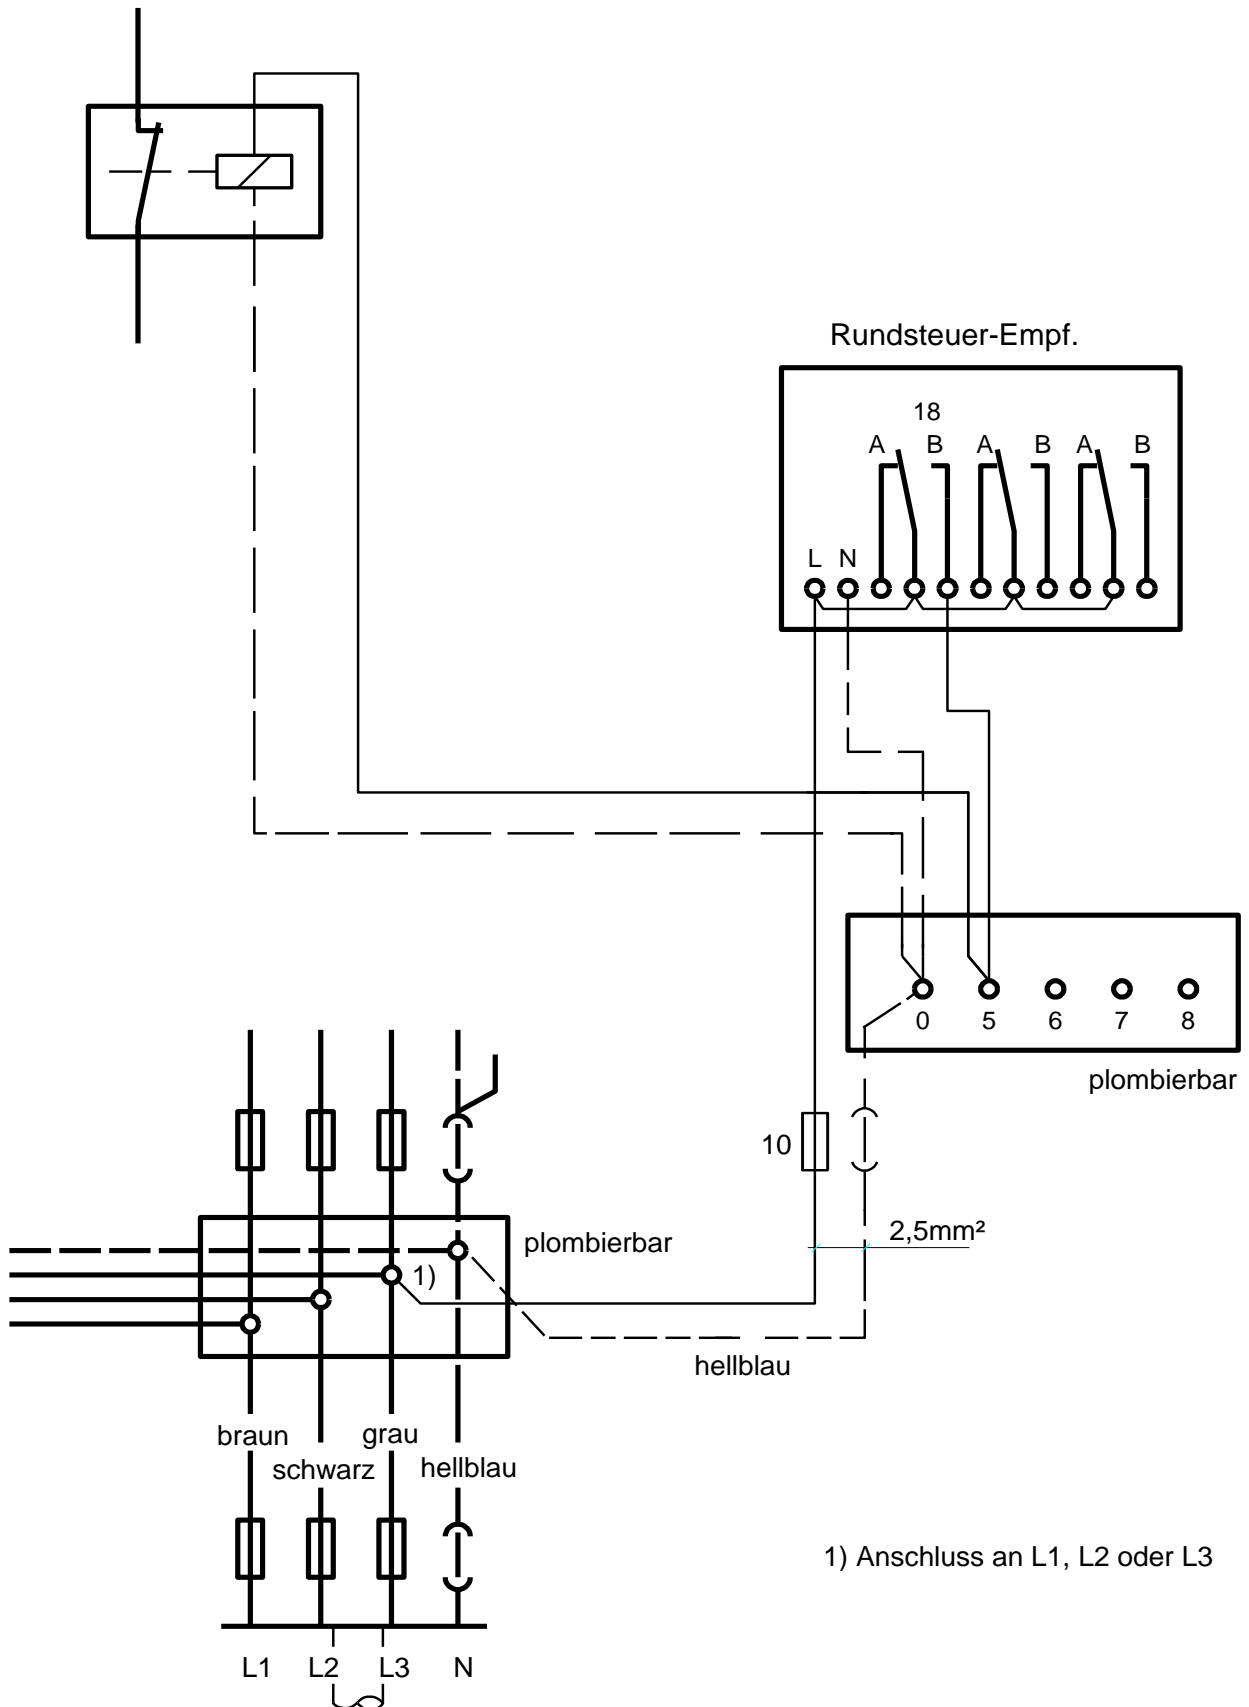 Rundsteuer-Empf.
18
A B A B A B
L N
0 5 6 7 8
plombierbar
10
2,5mm²
plombierbar
1)
hellblau
braun grau
schwarz hellblau
1) Anschluss an L1, L2 oder L3
L1 L2 L3 N